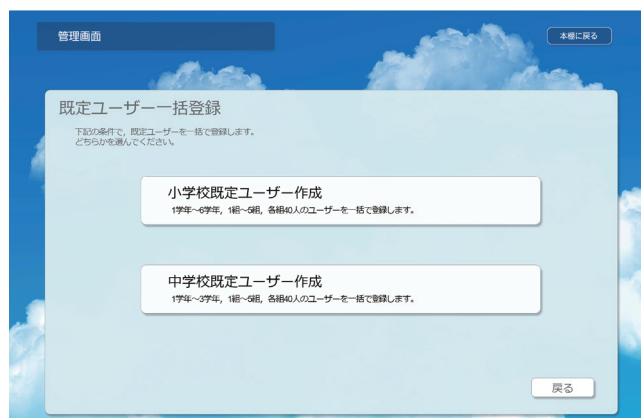 管理画面
本棚に戻る
既定ユーザー一括登録
下記の条件で，既定ユーザーを一括で登録します。
どちらかを選んでください。
小学校既定ユーザー作成
1学年〜6学年，1組〜5組，各組40人のユーザーを一括で登録します。
中学校既定ユーザー作成
1学年〜3学年，1組〜5組，各組40人のユーザーを一括で登録します。
戻る